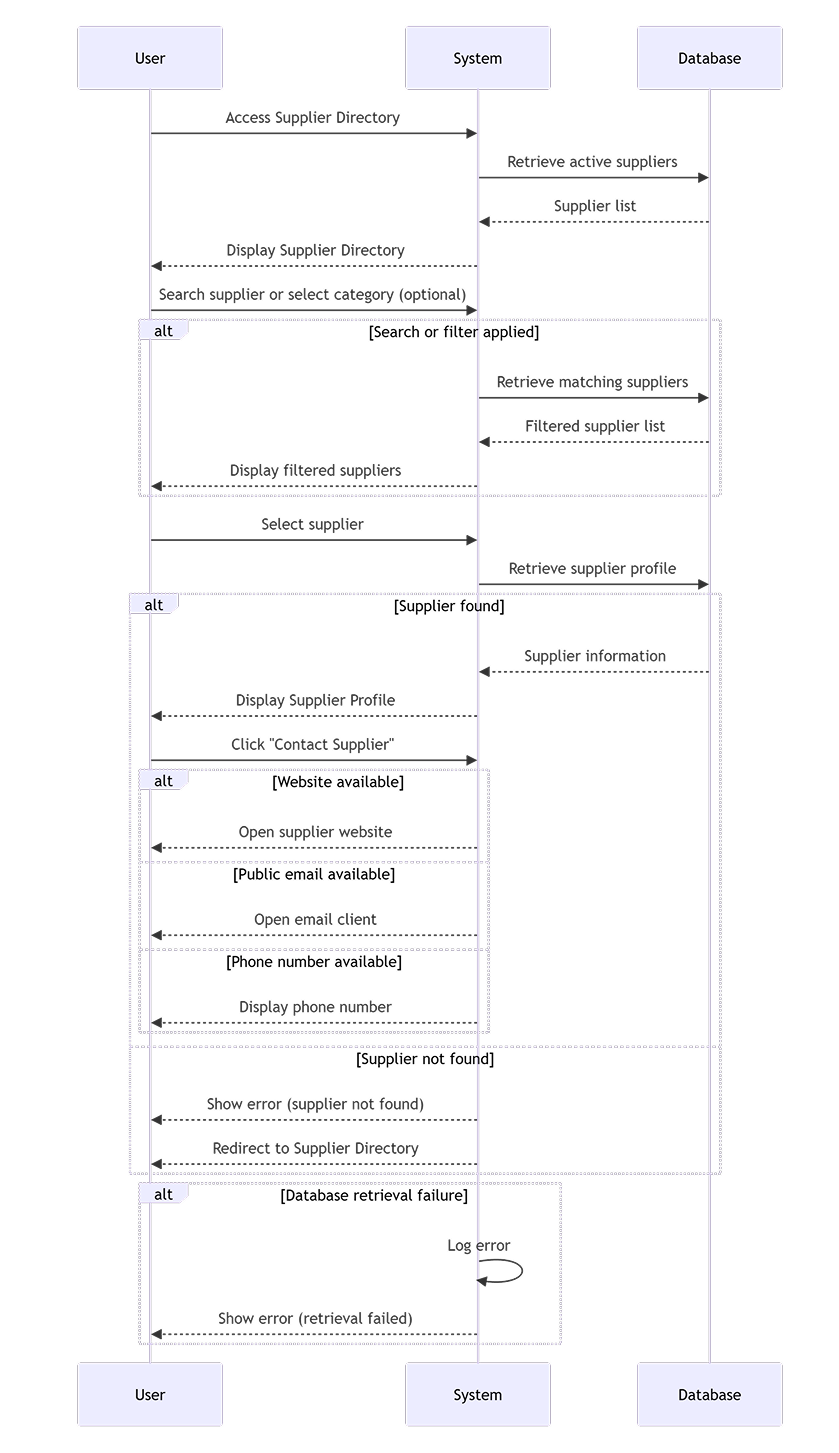 User
System
Database
Access Supplier Directory
Retrieve active suppliers
Supplier list
Display Supplier Directory
Search supplier or select category (optional)
alt
[Search or filter applied]
Retrieve matching suppliers
Filtered supplier list
Display filtered suppliers
Select supplier
Retrieve supplier profile
alt
[Supplier found]
Supplier information
Display Supplier Profile
Click "Contact Supplier"
alt
[Website available]
Open supplier website
[Public email available]
Open email client
[Phone number available]
Display phone number
[Supplier not found]
Show error (supplier not found)
Redirect to Supplier Directory
alt
[Database retrieval failure]
Log error
Show error (retrieval failed)
User
System
Database